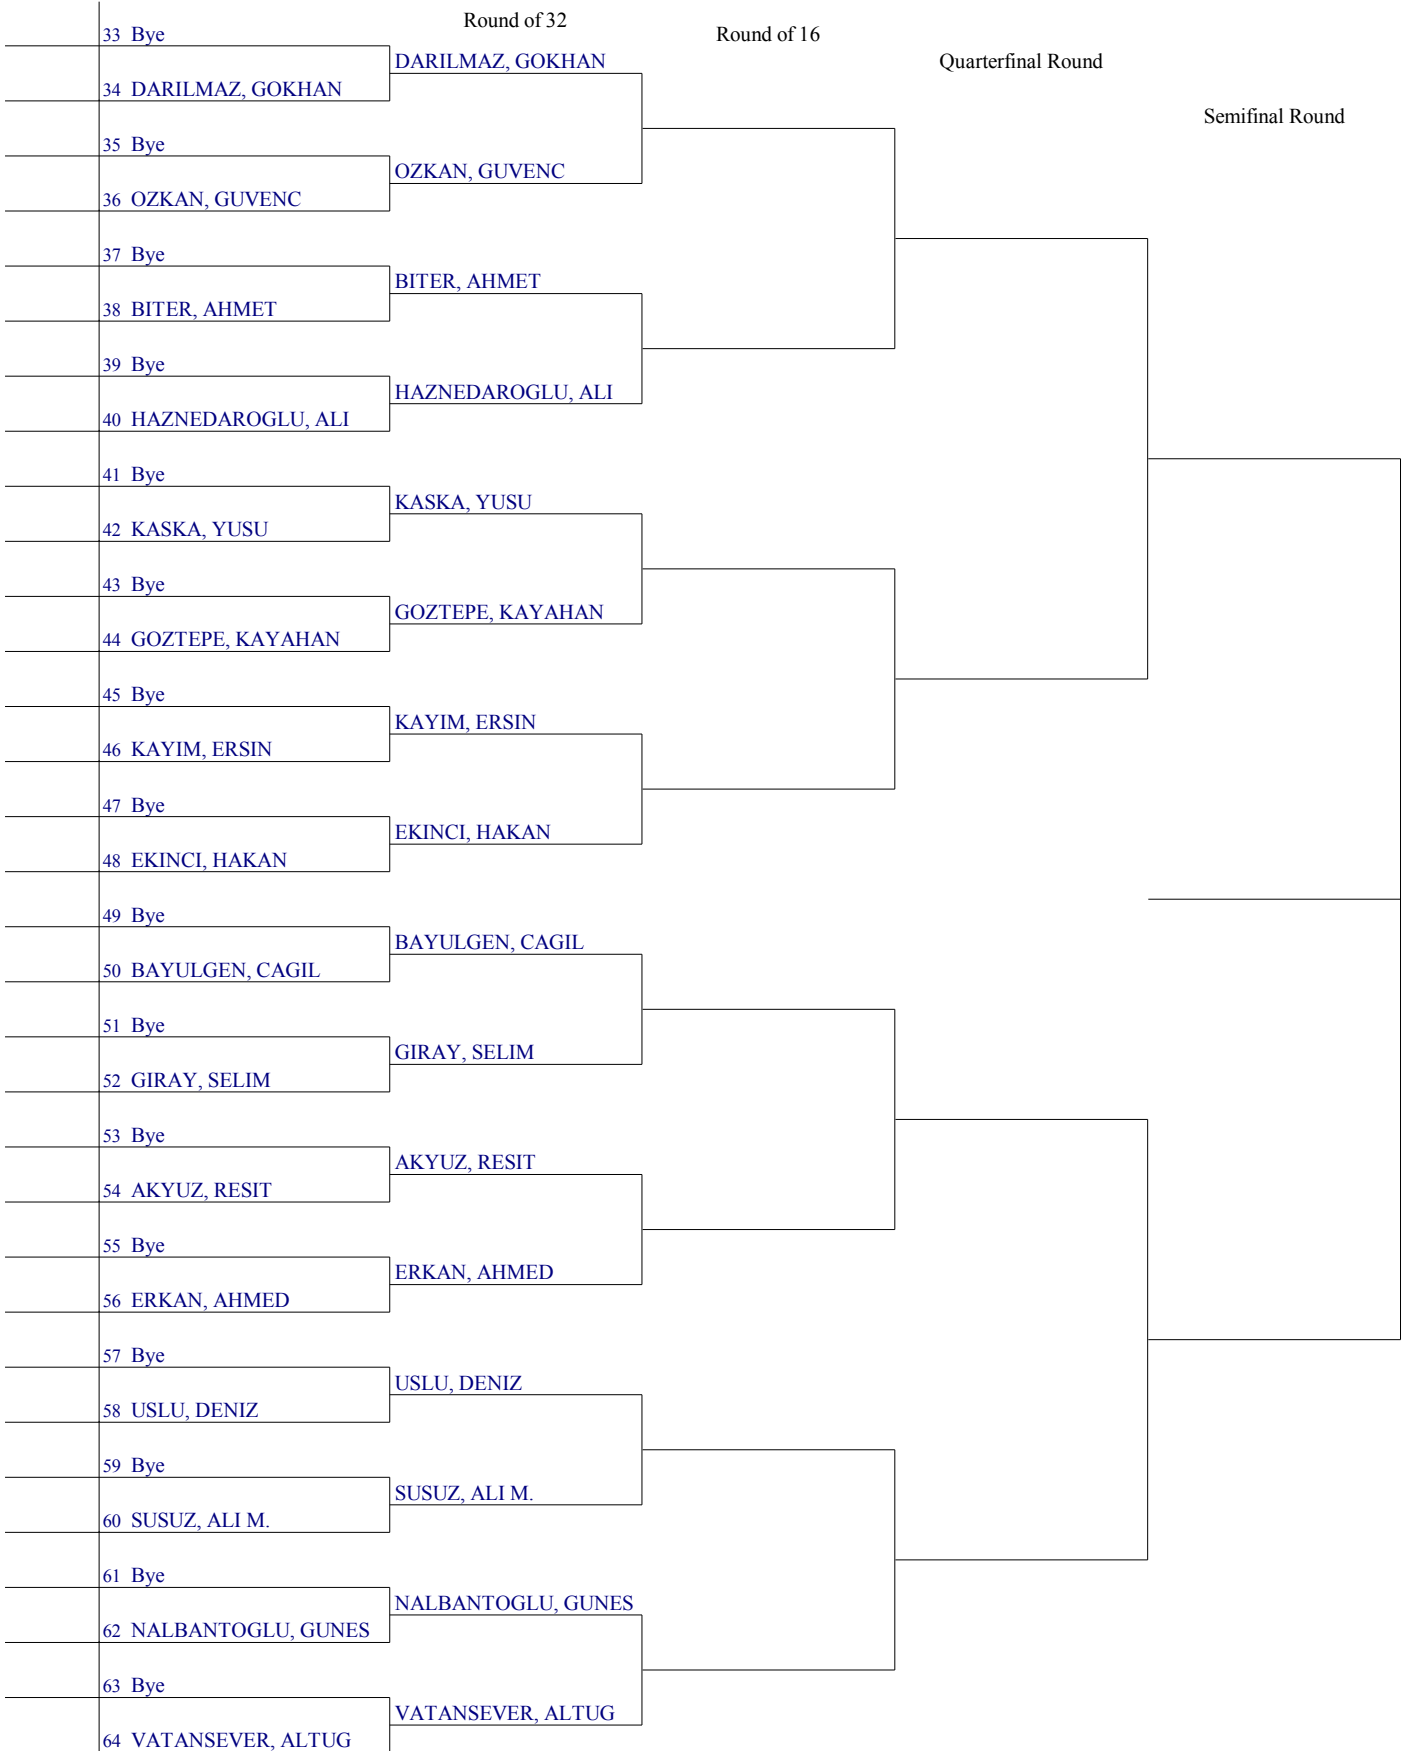 Round of 32
Round of 16
Quarterfinal Round
Semifinal Round
33 Bye
DARILMAZ, GOKHAN
34 DARILMAZ, GOKHAN
35 Bye
OZKAN, GUVENC
36 OZKAN, GUVENC
37 Bye
BITER, AHMET
38 BITER, AHMET
39 Bye
HAZNEDAROGLU, ALI
40 HAZNEDAROGLU, ALI
41 Bye
KASKA, YUSU
42 KASKA, YUSU
43 Bye
GOZTEPE, KAYAHAN
44 GOZTEPE, KAYAHAN
45 Bye
KAYIM, ERSIN
46 KAYIM, ERSIN
47 Bye
EKINCI, HAKAN
48 EKINCI, HAKAN
49 Bye
BAYULGEN, CAGIL
50 BAYULGEN, CAGIL
51 Bye
GIRAY, SELIM
52 GIRAY, SELIM
53 Bye
AKYUZ, RESIT
54 AKYUZ, RESIT
55 Bye
ERKAN, AHMED
56 ERKAN, AHMED
57 Bye
USLU, DENIZ
58 USLU, DENIZ
59 Bye
SUSUZ, ALI M.
60 SUSUZ, ALI M.
61 Bye
NALBANTOGLU, GUNES
62 NALBANTOGLU, GUNES
63 Bye
VATANSEVER, ALTUG
64 VATANSEVER, ALTUG